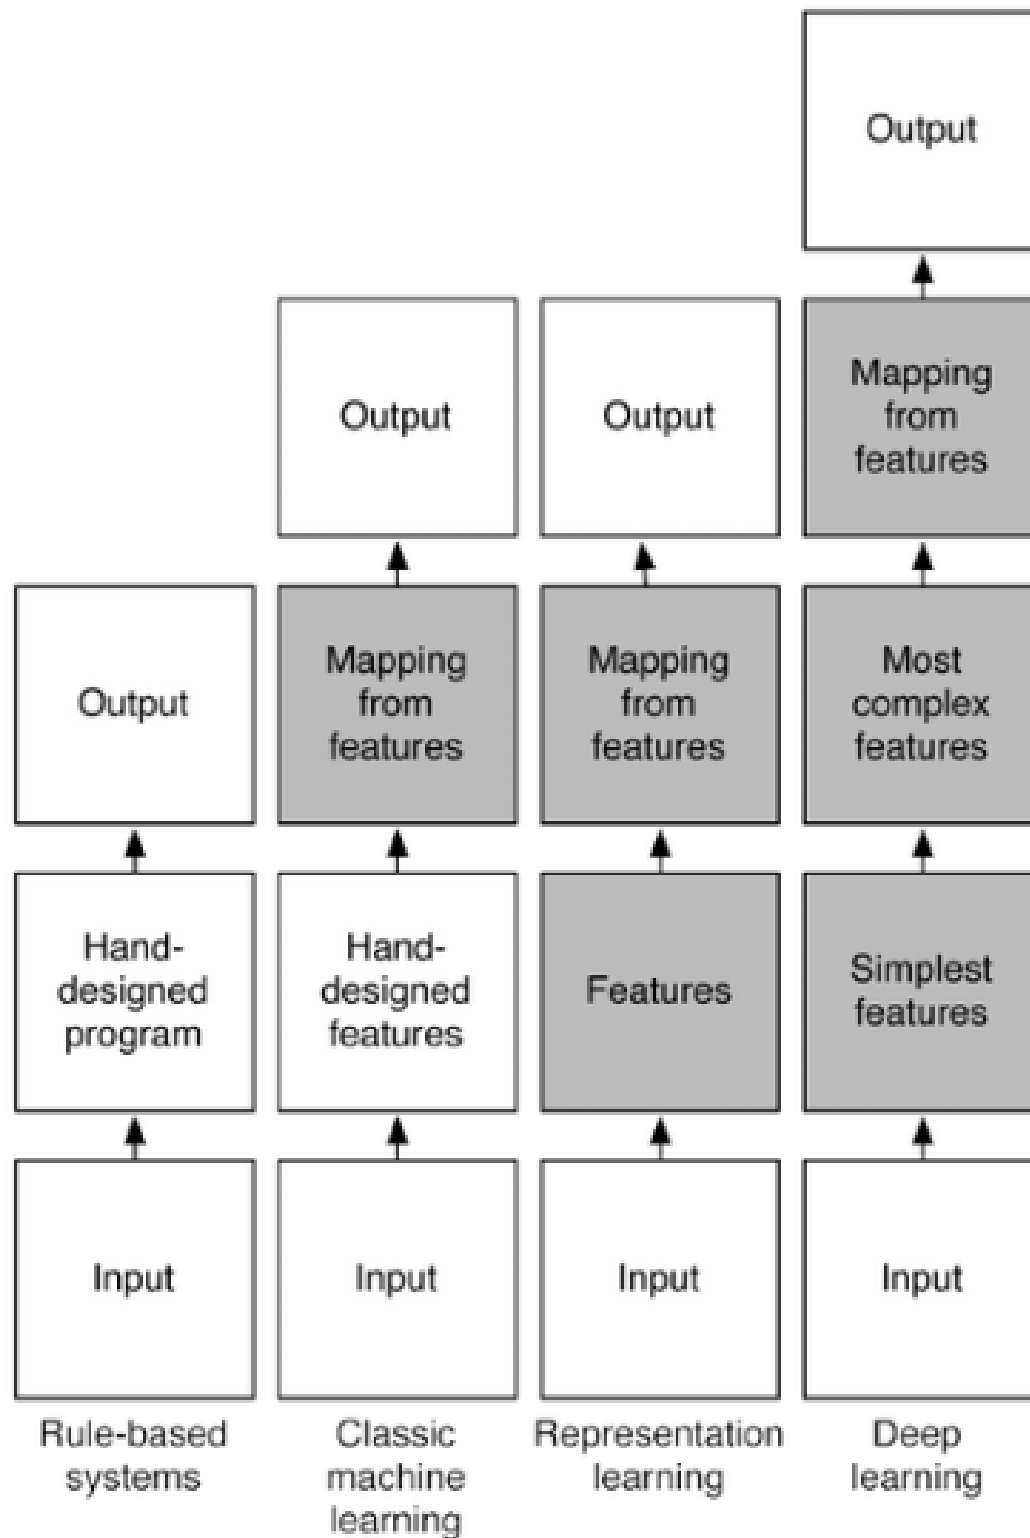 Output
Output
Output
Mapping
from
features
Output
Mapping
from
features
Mapping
from
features
Most
complex
features
Hand-
designed
program
Hand-
designed
features
Features
Simplest
features
Input
Input
Input
Input
Rule-based
systems
Classic
machine
learning
Representation
learning
Deep
learning